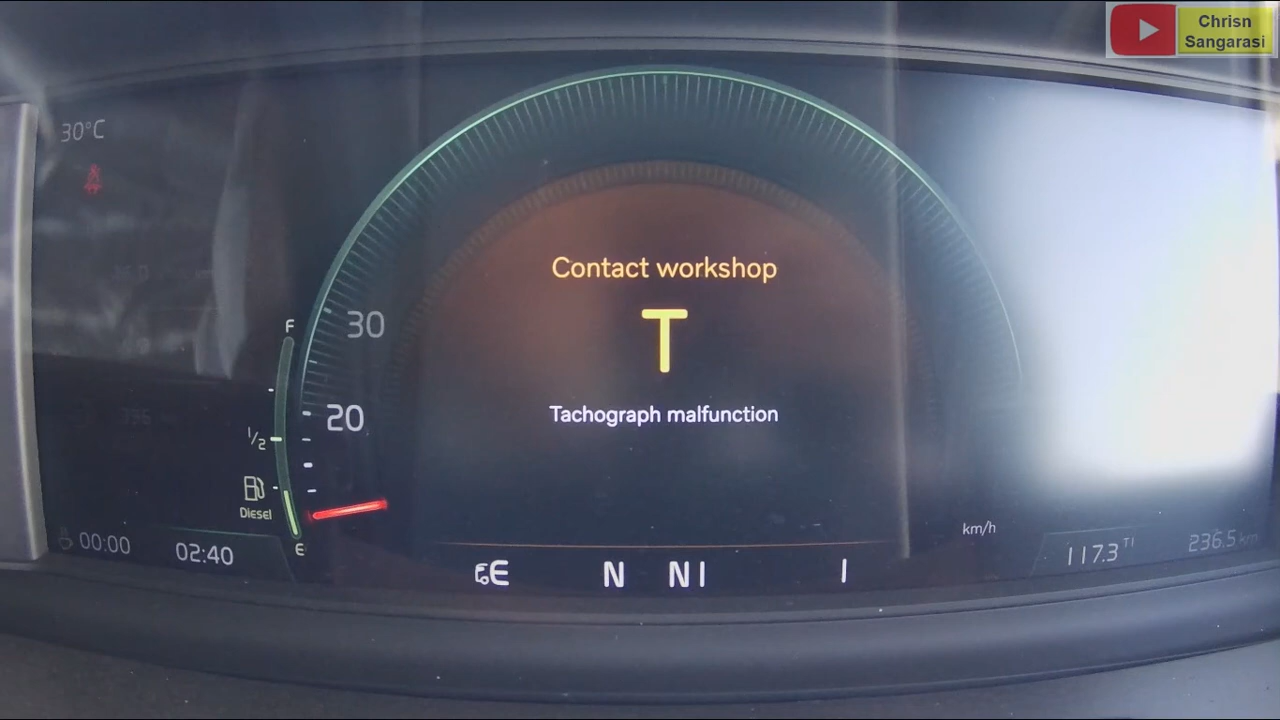 Chrisn
Sangarasi
30°C
Contact workshop
T
Tachograph malfunction
F
30
20
1/2
Diesel
E
00:00
02:40
E
N
NI
I
km/h
117.3 TI
236.5 km